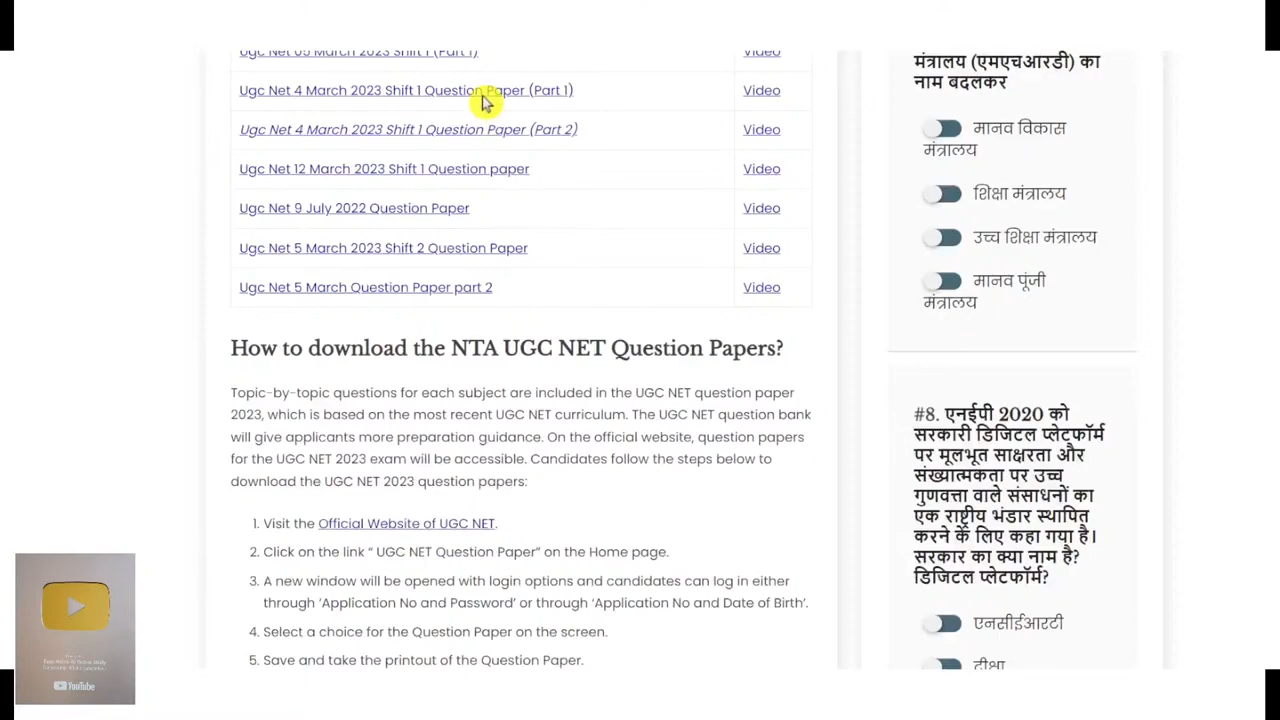 Ugc Net 05 March 2023 Shift 1 (Part 1)
Video
Ugc Net 4 March 2023 Shift 1 Question Paper (Part 1)
Video
Ugc Net 4 March 2023 Shift 1 Question Paper (Part 2)
Video
Ugc Net 12 March 2023 Shift 1 Question paper
Video
Ugc Net 9 July 2022 Question Paper
Video
Ugc Net 5 March 2023 Shift 2 Question Paper
Video
Ugc Net 5 March Question Paper part 2
Video
How to download the NTA UGC NET Question Papers?
Topic-by-topic questions for each subject are included in the UGC NET question paper
2023, which is based on the most recent UGC NET curriculum. The UGC NET question bank
will give applicants more preparation guidance. On the official website, question papers
for the UGC NET 2023 exam will be accessible. Candidates follow the steps below to
download the UGC NET 2023 question papers:
1. Visit the Official Website of UGC NET.
2. Click on the link “ UGC NET Question Paper” on the Home page.
3. A new window will be opened with login options and candidates can log in either
through ‘Application No and Password’ or through ‘Application No and Date of Birth’.
4. Select a choice for the Question Paper on the screen.
5. Save and take the printout of the Question Paper.
मंत्रालय (एमएचआरडी) का
नाम बदलकर
मानव विकास
मंत्रालय
शिक्षा मंत्रालय
उच्च शिक्षा मंत्रालय
मानव पूंजी
मंत्रालय
#8. एनईपी 2020 को
सरकारी डिजिटल प्लेटफॉर्म
पर मूलभूत साक्षरता और
संख्यात्मकता पर उच्च
गुणवत्ता वाले संसाधनों का
एक राष्ट्रीय भंडार स्थापित
करने के लिए कहा गया है।
सरकार का क्या नाम है?
डिजिटल प्लेटफॉर्म?
एनसीईआरटी
दीक्षा
YouTube